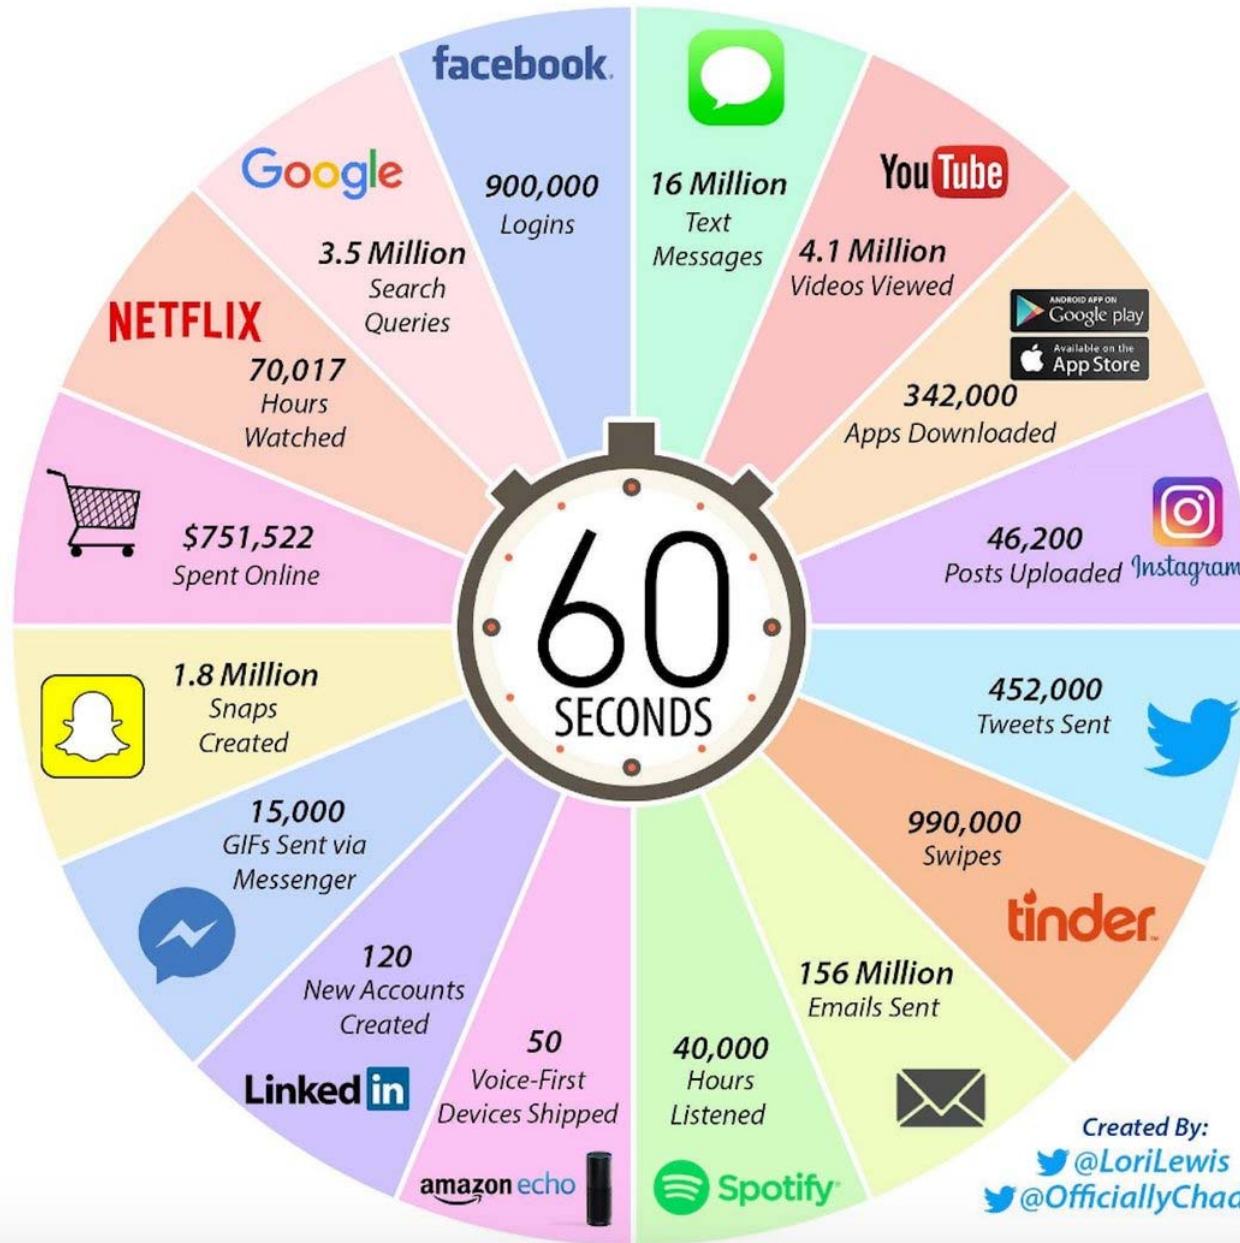 facebook.
900,000
Logins
16 Million
Text
Messages
YouTube
4.1 Million
Videos Viewed
ANDROID APP ON
Google play
Available on the
App Store
342,000
Apps Downloaded
46,200
Posts Uploaded
Instagram
452,000
Tweets Sent
990,000
Swipes
tinder
156 Million
Emails Sent
40,000
Hours
Listened
Spotify
50
Voice-First
Devices Shipped
amazon echo
120
New Accounts
Created
Linked in
15,000
GIFs Sent via
Messenger
1.8 Million
Snaps
Created
$751,522
Spent Online
NETFLIX
70,017
Hours
Watched
Google
3.5 Million
Search
Queries
60
SECONDS
Created By:
@LoriLewis
@OfficiallyChad